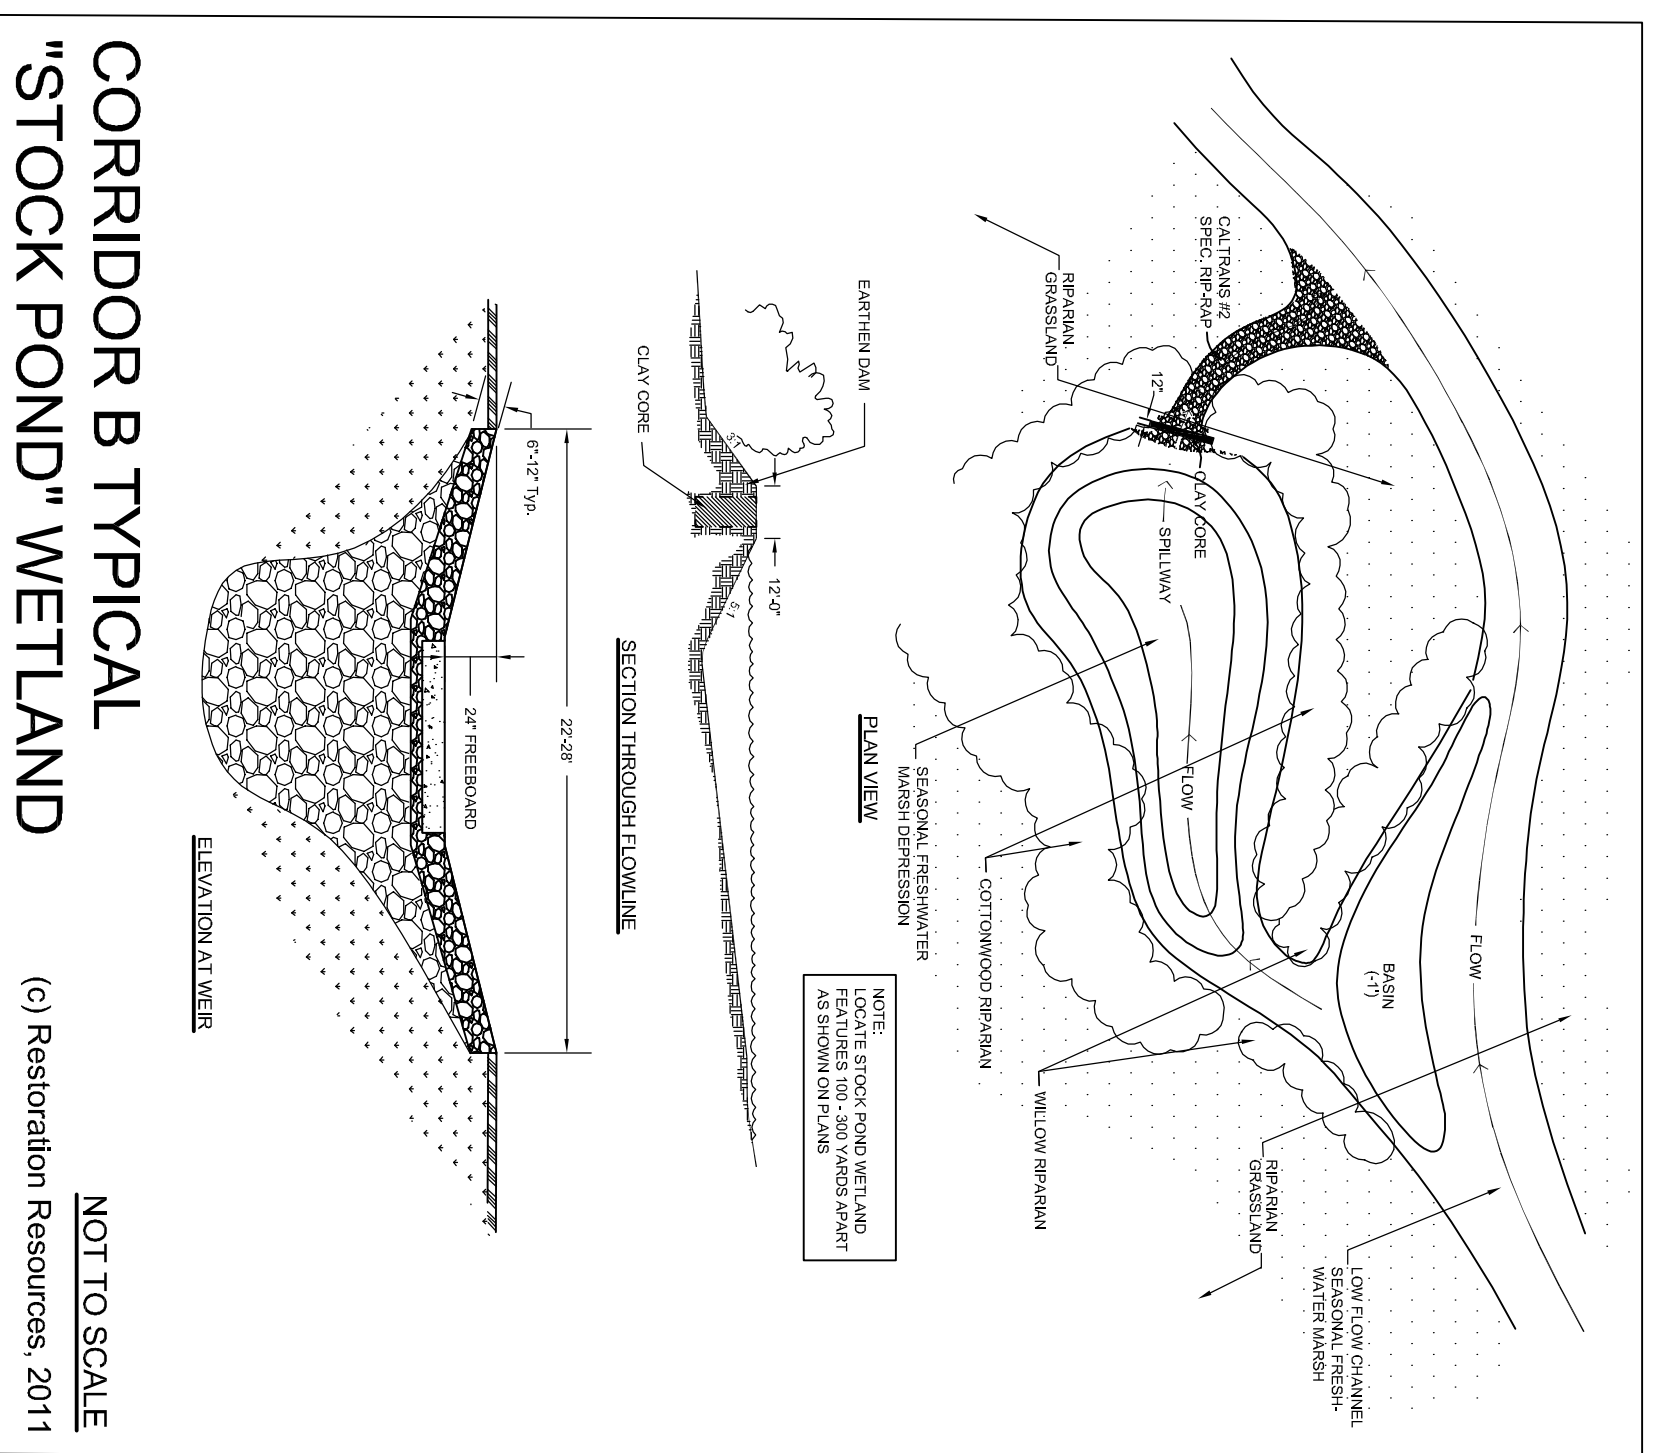 CALTRANS #2
SPEC. RIP-RAP
RIPARIAN
GRASSLAND
12"
CLAY CORE
SPILLWAY
FLOW
FLOW
BASIN
(-1')
LOW FLOW CHANNEL
SEASONAL FRESH-
WATER MARSH
RIPARIAN
GRASSLAND
WILLOW RIPARIAN
COTTONWOOD RIPARIAN
SEASONAL FRESHWATER
MARSH DEPRESSION
PLAN VIEW
NOTE:
LOCATE STOCK POND WETLAND
FEATURES 100 - 300 YARDS APART
AS SHOWN ON PLANS
EARTHEN DAM
3:1
12'-0"
5:1
CLAY CORE
SECTION THROUGH FLOWLINE
22'-28'
6"-12" Typ.
24" FREEBOARD
ELEVATION AT WEIR
CORRIDOR B TYPICAL
"STOCK POND" WETLAND
NOT TO SCALE
(c) Restoration Resources, 2011